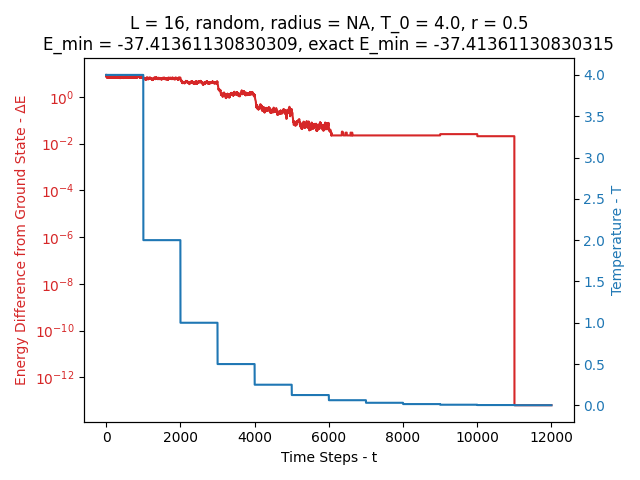 L = 16, random, radius = NA, T_0 = 4.0, r = 0.5
E_min = -37.41361130830309, exact E_min = -37.41361130830315
Energy Difference from Ground State - ΔE
10^0
10^-2
10^-4
10^-6
10^-8
10^-10
10^-12
4.0
3.5
3.0
2.5
2.0
1.5
1.0
0.5
0.0
Temperature - T
0 2000 4000 6000 8000 10000 12000
Time Steps - t